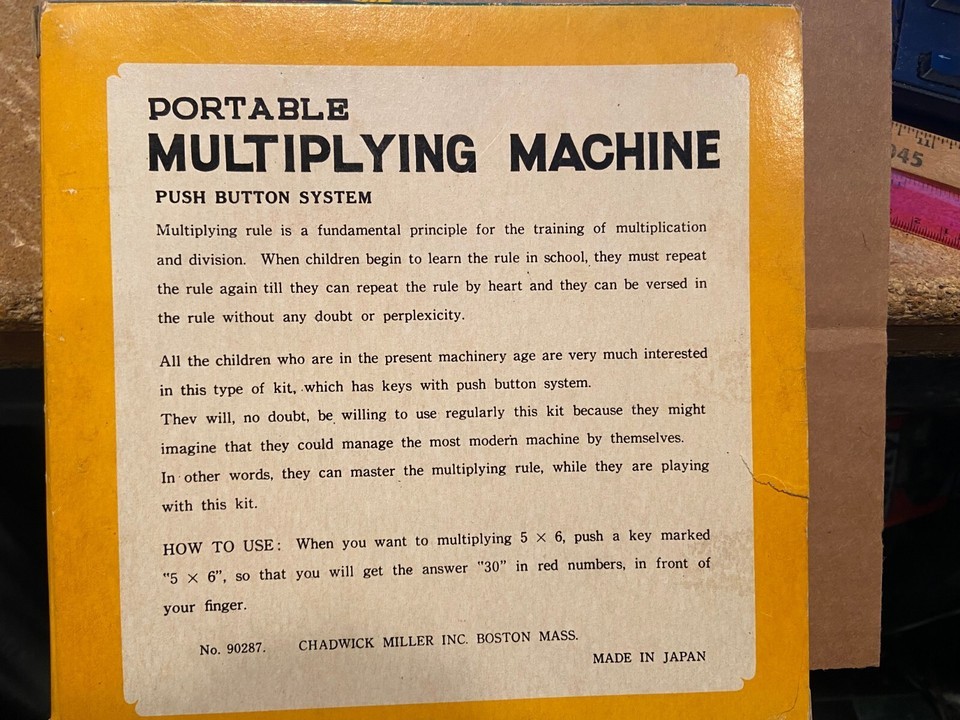 PORTABLE
MULTIPLYING MACHINE
PUSH BUTTON SYSTEM
Multiplying rule is a fundamental principle for the training of multiplication
and division. When children begin to learn the rule in school, they must repeat
the rule again till they can repeat the rule by heart and they can be versed in
the rule without any doubt or perplexicity.
All the children who are in the present machinery age are very much interested
in this type of kit, which has keys with push button system.
Thev will, no doubt, be willing to use regularly this kit because they might
imagine that they could manage the most modern machine by themselves.
In other words, they can master the multiplying rule, while they are playing
with this kit.
HOW TO USE: When you want to multiplying 5 × 6, push a key marked
"5 × 6", so that you will get the answer "30" in red numbers, in front of
your finger.
No. 90287. CHADWICK MILLER INC. BOSTON MASS.
MADE IN JAPAN